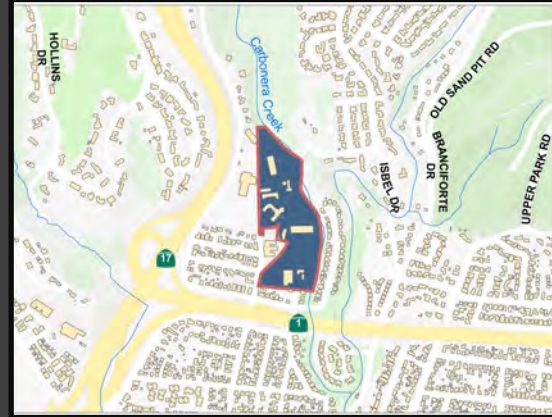 HOLLINS
DR
Carbonera Creek
OLD SAND PIT RD
BRANCIFORTE
DR
ISBEL DR
UPPER PARK RD
17
1